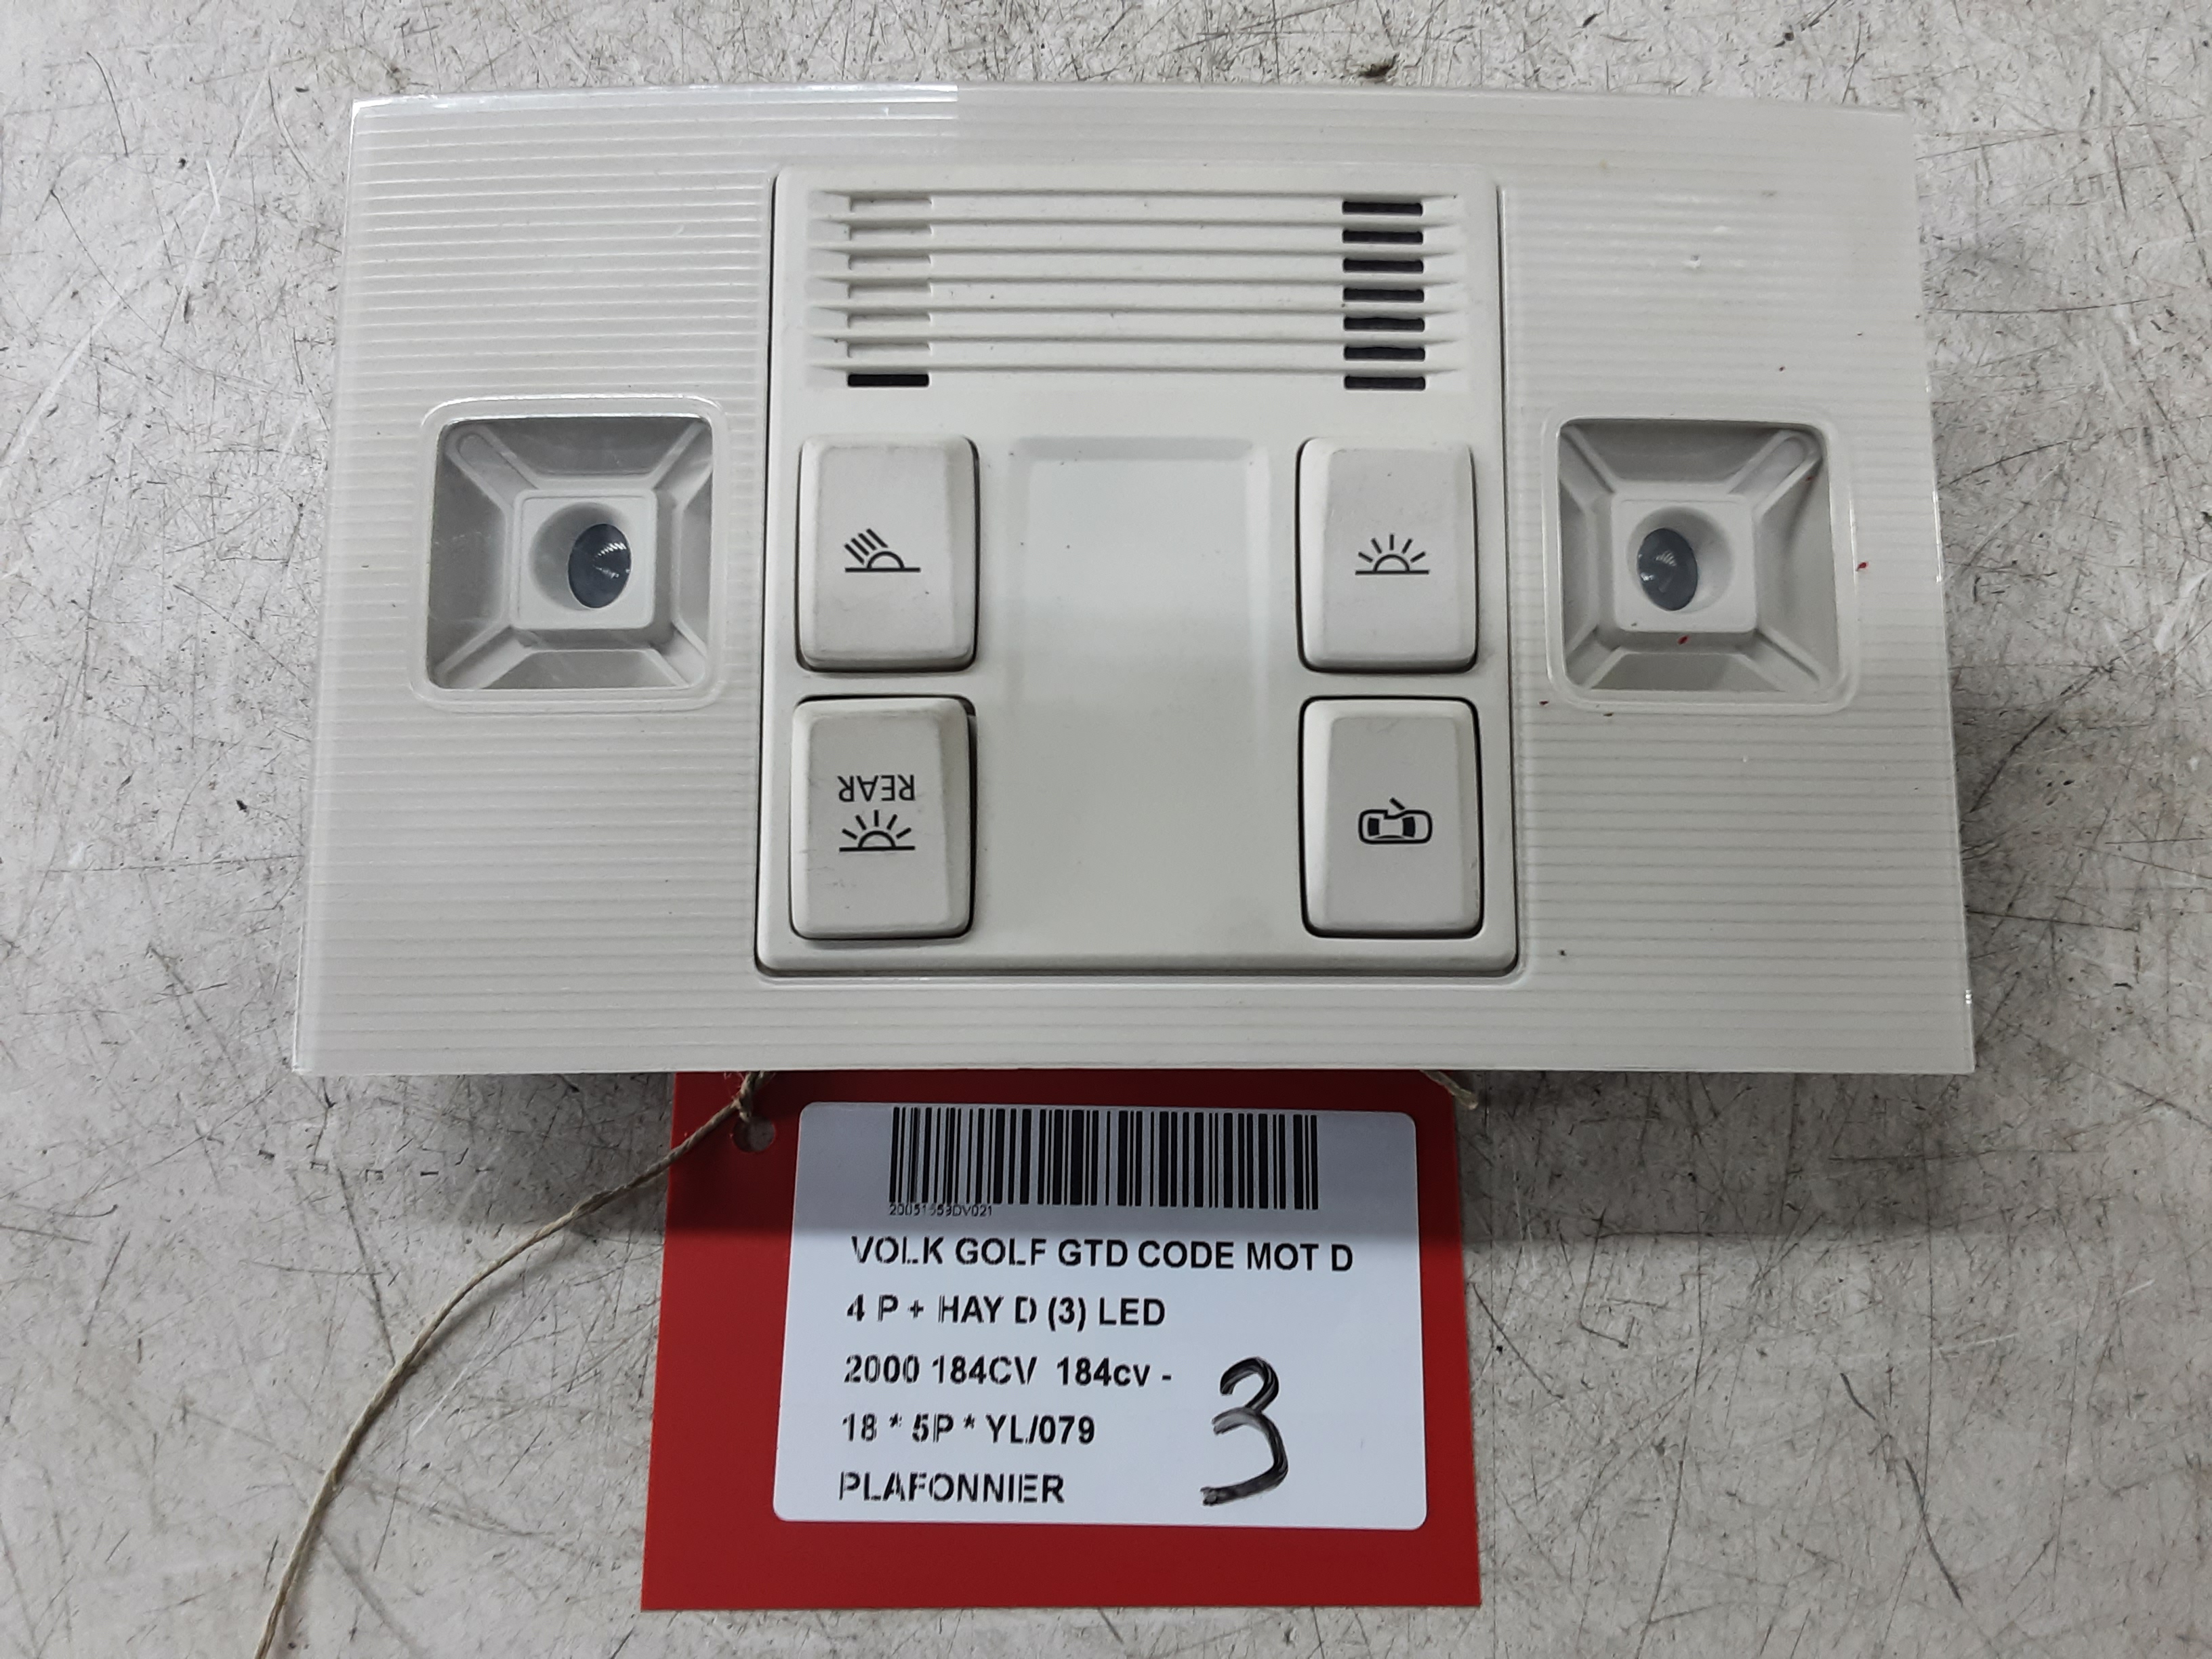 REAR
20051553DV021
VOLK GOLF GTD CODE MOT D
4 P + HAY D (3) LED
2000 184CV 184cv -
18 * 5P * YL/079
PLAFONNIER
3